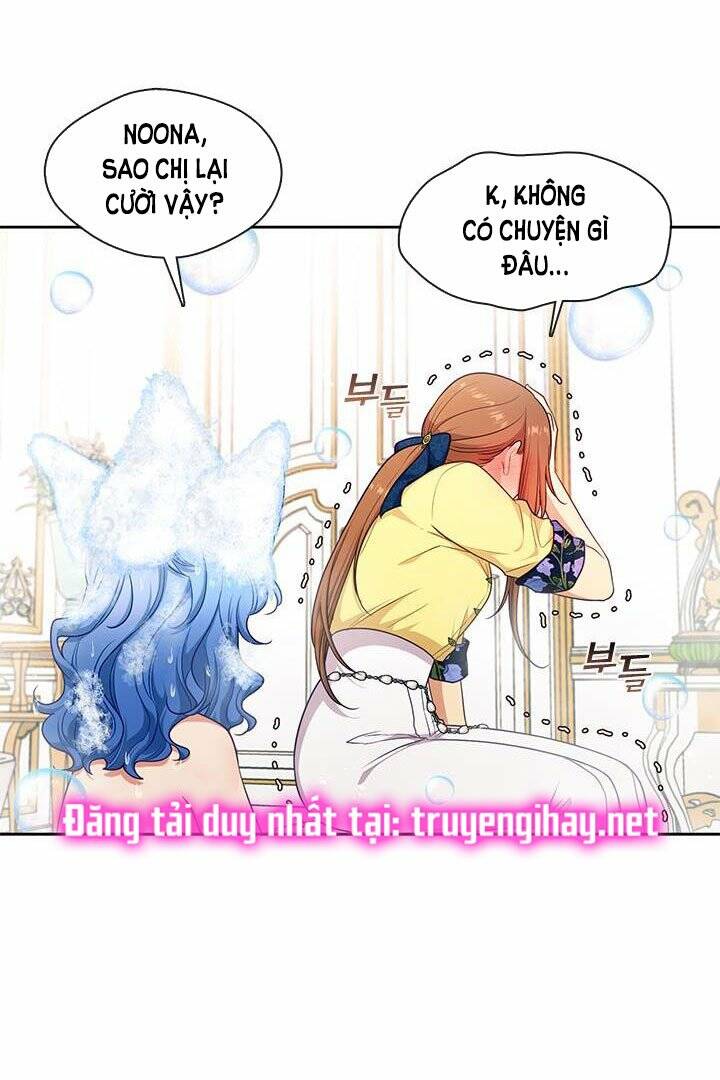 NOONA,
SAO CHỊ LẠI
CƯỜI VẬY?
K, KHÔNG
CÓ CHUYỆN GÌ
ĐÂU...
부들
부들
Đăng tải duy nhất tại: truyengihay.net